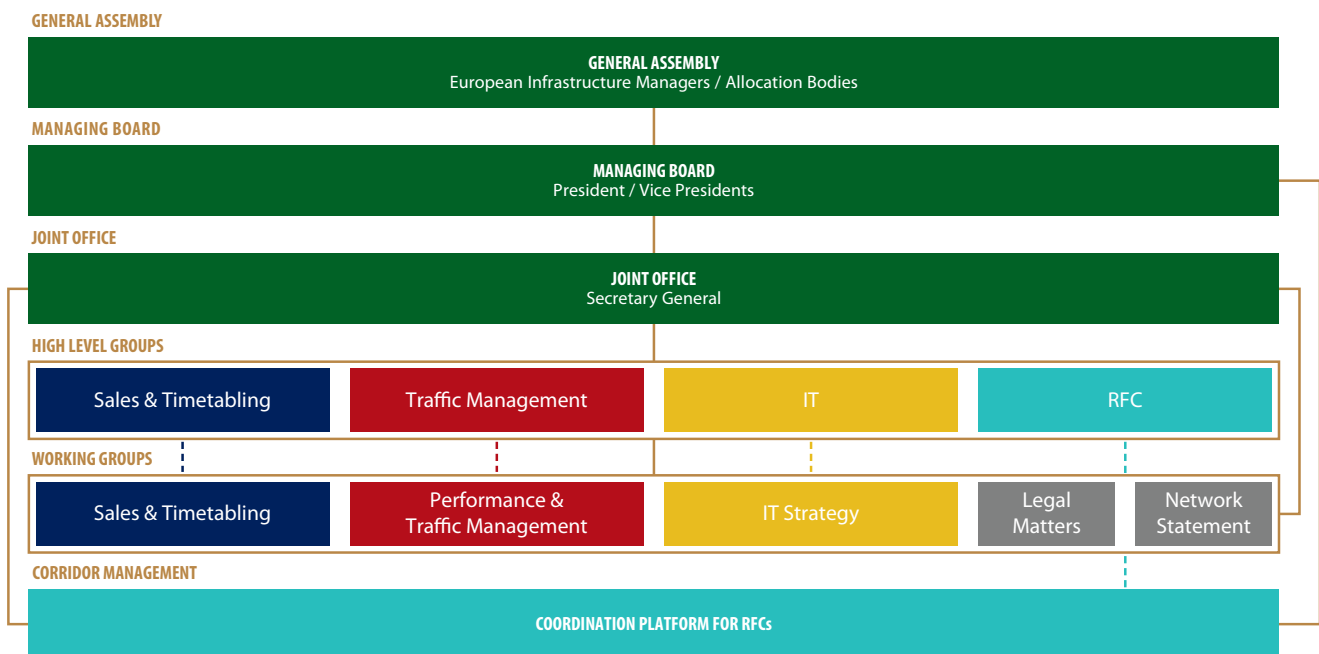 GENERAL ASSEMBLY
GENERAL ASSEMBLY
European Infrastructure Managers / Allocation Bodies
MANAGING BOARD
MANAGING BOARD
President / Vice Presidents
JOINT OFFICE
JOINT OFFICE
Secretary General
HIGH LEVEL GROUPS
Sales & Timetabling
Traffic Management
IT
RFC
WORKING GROUPS
Sales & Timetabling
Performance &
Traffic Management
IT Strategy
Legal
Matters
Network
Statement
CORRIDOR MANAGEMENT
COORDINATION PLATFORM FOR RFCs